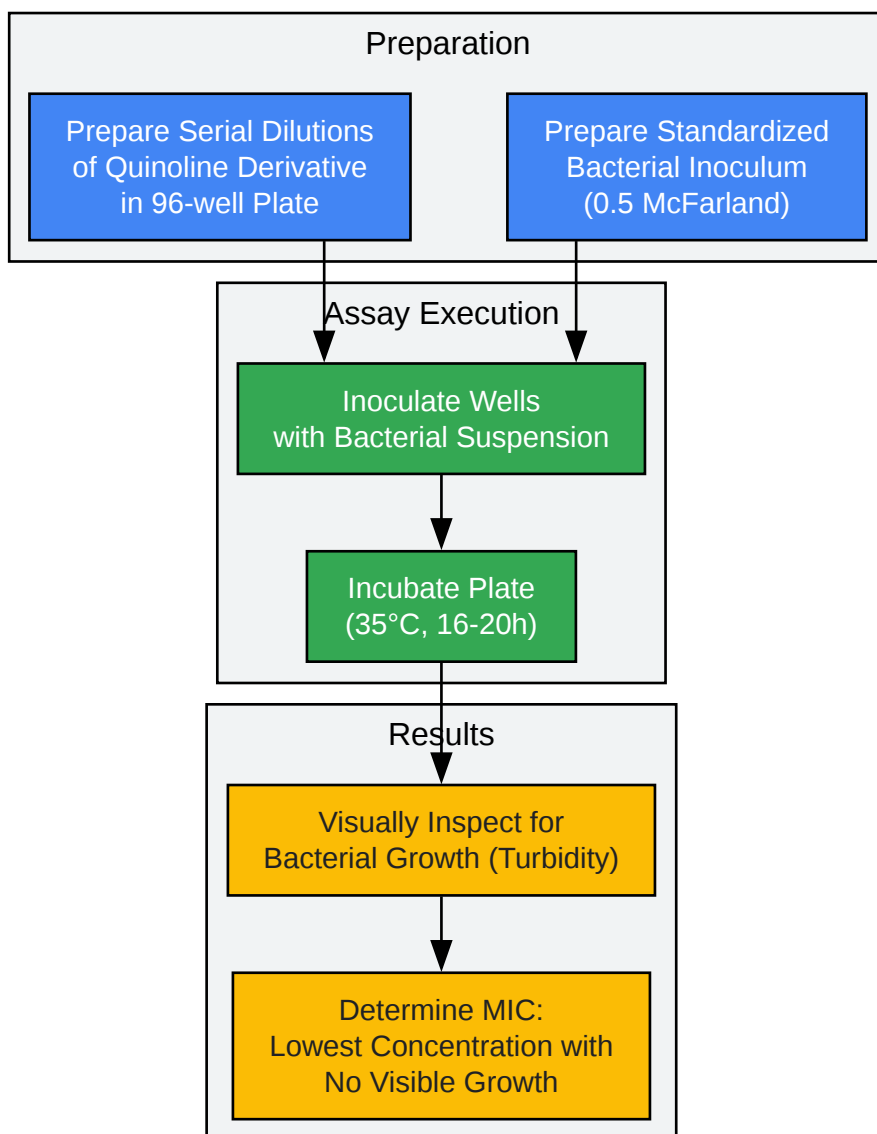 Preparation
Prepare Serial Dilutions
of Quinoline Derivative
in 96-well Plate
Prepare Standardized
Bacterial Inoculum
(0.5 McFarland)
Assay Execution
Inoculate Wells
with Bacterial Suspension
Incubate Plate
(35°C, 16-20h)
Results
Visually Inspect for
Bacterial Growth (Turbidity)
Determine MIC:
Lowest Concentration with
No Visible Growth